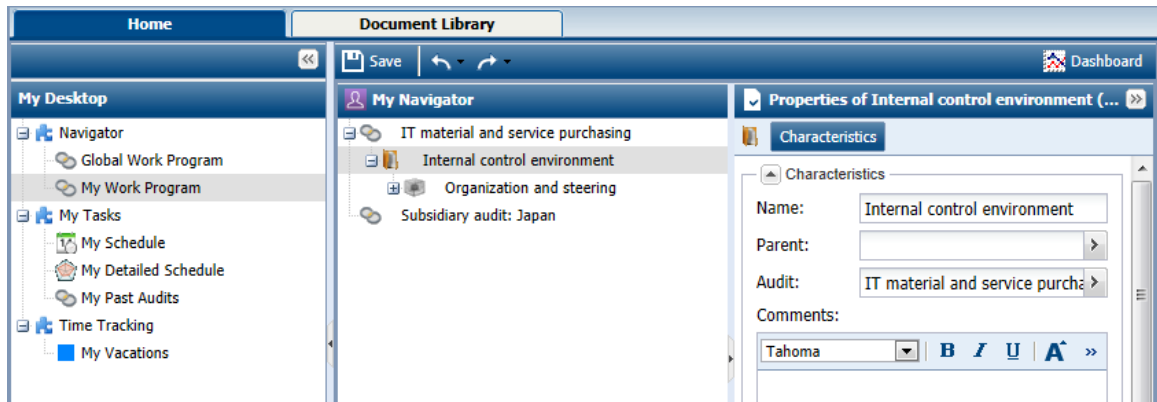 Home
Document Library
Save
Dashboard
My Desktop
Navigator
Global Work Program
My Work Program
My Tasks
My Schedule
My Detailed Schedule
My Past Audits
Time Tracking
My Vacations
My Navigator
IT material and service purchasing
Internal control environment
Organization and steering
Subsidiary audit: Japan
Properties of Internal control environment (...
Characteristics
Characteristics
Name: Internal control environment
Parent:
Audit: IT material and service purcha
Comments:
Tahoma B I U A »